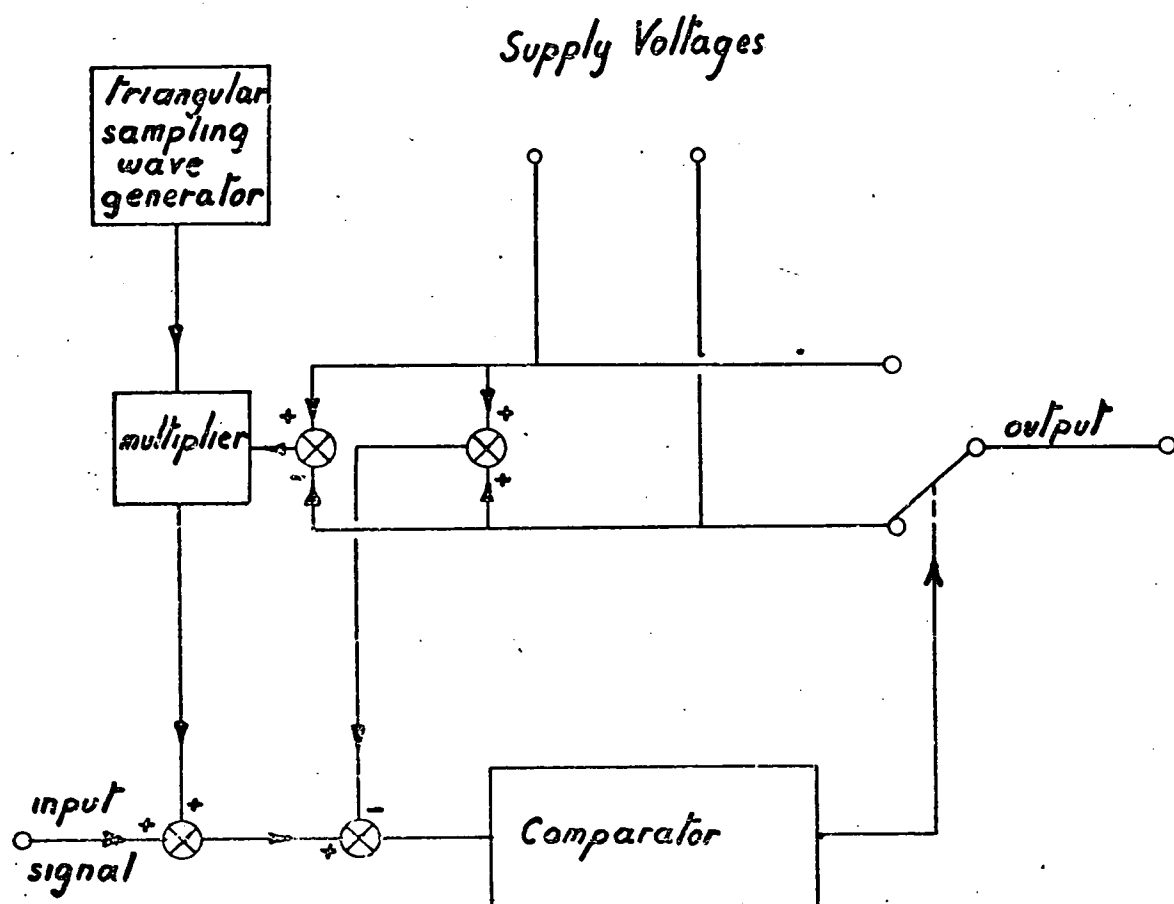 Supply Voltages
triangular
sampling
wave
generator
+
+
multiplier
+
output
input
+
+
-
+
signal
Comparator